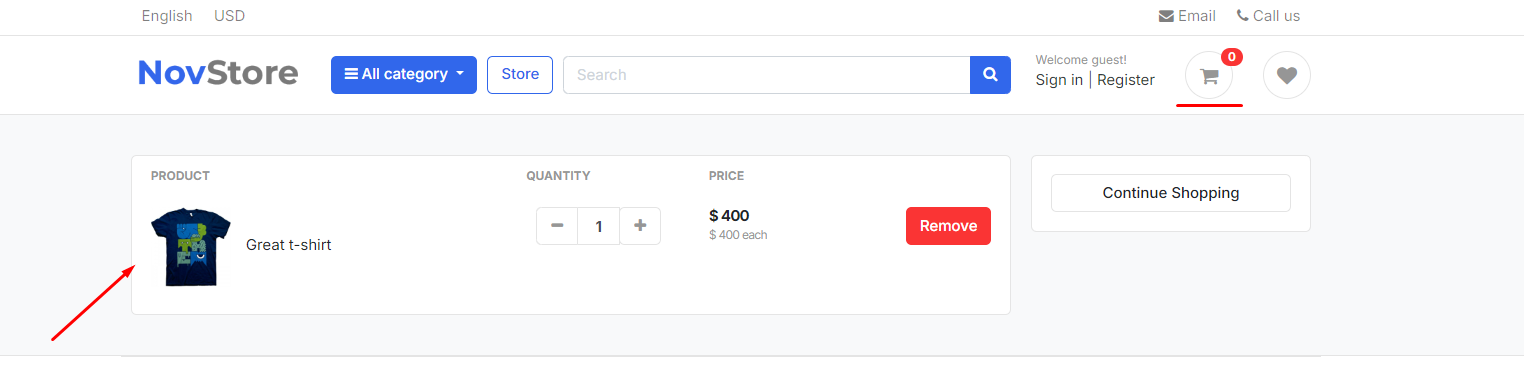 English USD Email Call us
NovStore All category Store Search Welcome guest! 0
Sign in | Register
PRODUCT QUANTITY PRICE
Continue Shopping
Great t-shirt 1 $ 400 Remove
$ 400 each